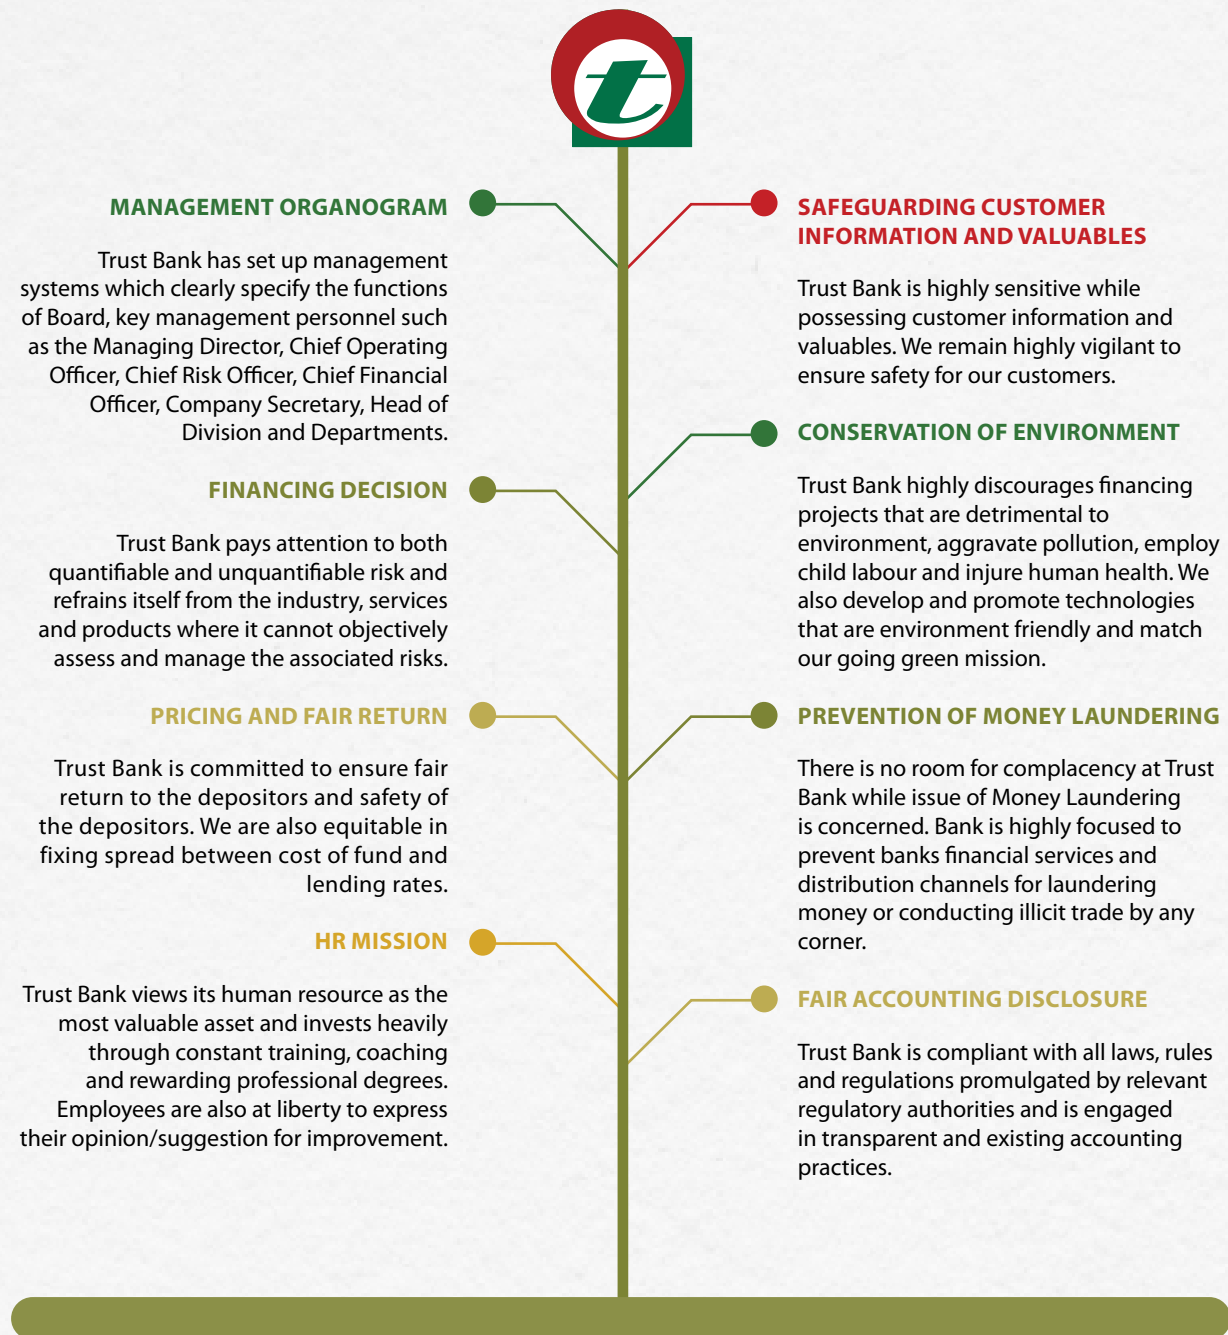 t
MANAGEMENT ORGANOGRAM
Trust Bank has set up management
systems which clearly specify the functions
of Board, key management personnel such
as the Managing Director, Chief Operating
Officer, Chief Risk Officer, Chief Financial
Officer, Company Secretary, Head of
Division and Departments.
FINANCING DECISION
Trust Bank pays attention to both
quantifiable and unquantifiable risk and
refrains itself from the industry, services
and products where it cannot objectively
assess and manage the associated risks.
PRICING AND FAIR RETURN
Trust Bank is committed to ensure fair
return to the depositors and safety of
the depositors. We are also equitable in
fixing spread between cost of fund and
lending rates.
HR MISSION
Trust Bank views its human resource as the
most valuable asset and invests heavily
through constant training, coaching
and rewarding professional degrees.
Employees are also at liberty to express
their opinion/suggestion for improvement.
SAFEGUARDING CUSTOMER
INFORMATION AND VALUABLES
Trust Bank is highly sensitive while
possessing customer information and
valuables. We remain highly vigilant to
ensure safety for our customers.
CONSERVATION OF ENVIRONMENT
Trust Bank highly discourages financing
projects that are detrimental to
environment, aggravate pollution, employ
child labour and injure human health. We
also develop and promote technologies
that are environment friendly and match
our going green mission.
PREVENTION OF MONEY LAUNDERING
There is no room for complacency at Trust
Bank while issue of Money Laundering
is concerned. Bank is highly focused to
prevent banks financial services and
distribution channels for laundering
money or conducting illicit trade by any
corner.
FAIR ACCOUNTING DISCLOSURE
Trust Bank is compliant with all laws, rules
and regulations promulgated by relevant
regulatory authorities and is engaged
in transparent and existing accounting
practices.